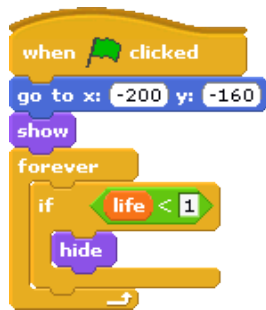 when clicked
go to x: -200 y: -160
show
forever
if life < 1
hide